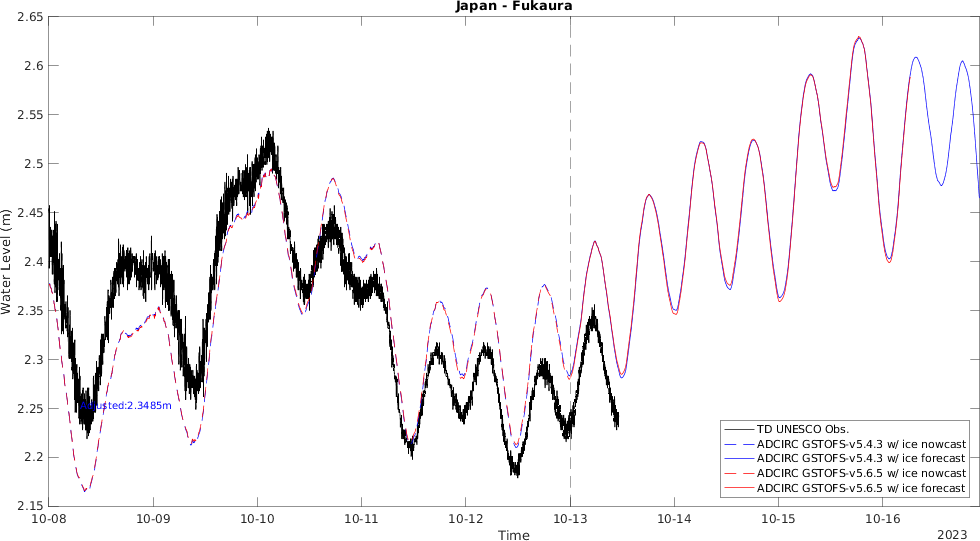 Japan - Fukaura
2.65
2.6
2.55
2.5
2.45
2.4
2.35
2.3
2.25
2.2
2.15
Water Level (m)
Adjusted:2.3485m
TD UNESCO Obs.
ADCIRC GSTOFS-v5.4.3 w/ ice nowcast
ADCIRC GSTOFS-v5.4.3 w/ ice forecast
ADCIRC GSTOFS-v5.6.5 w/ ice nowcast
ADCIRC GSTOFS-v5.6.5 w/ ice forecast
10-08 10-09 10-10 10-11 10-12 10-13 10-14 10-15 10-16
Time
2023